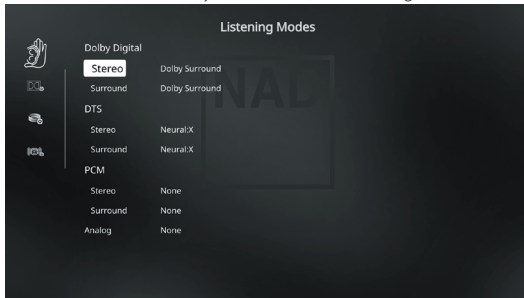 Listening Modes
Dolby Digital
Stereo Dolby Surround
Surround Dolby Surround
NAD
DTS
Stereo Neural:X
Surround Neural:X
PCM
Stereo None
Surround None
Analog None